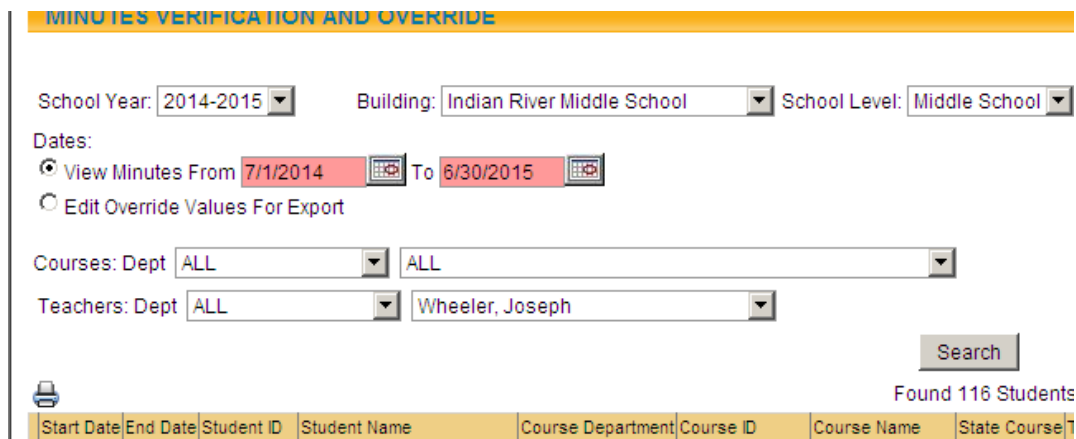 MINUTES VERIFICATION AND OVERRIDE
School Year: 2014-2015 Building: Indian River Middle School School Level: Middle School
Dates:
View Minutes From 7/1/2014 To 6/30/2015
Edit Override Values For Export
Courses: Dept ALL ALL
Teachers: Dept ALL Wheeler, Joseph
Search
Found 116 Students
Start Date End Date Student ID Student Name Course Department Course ID Course Name State Course T